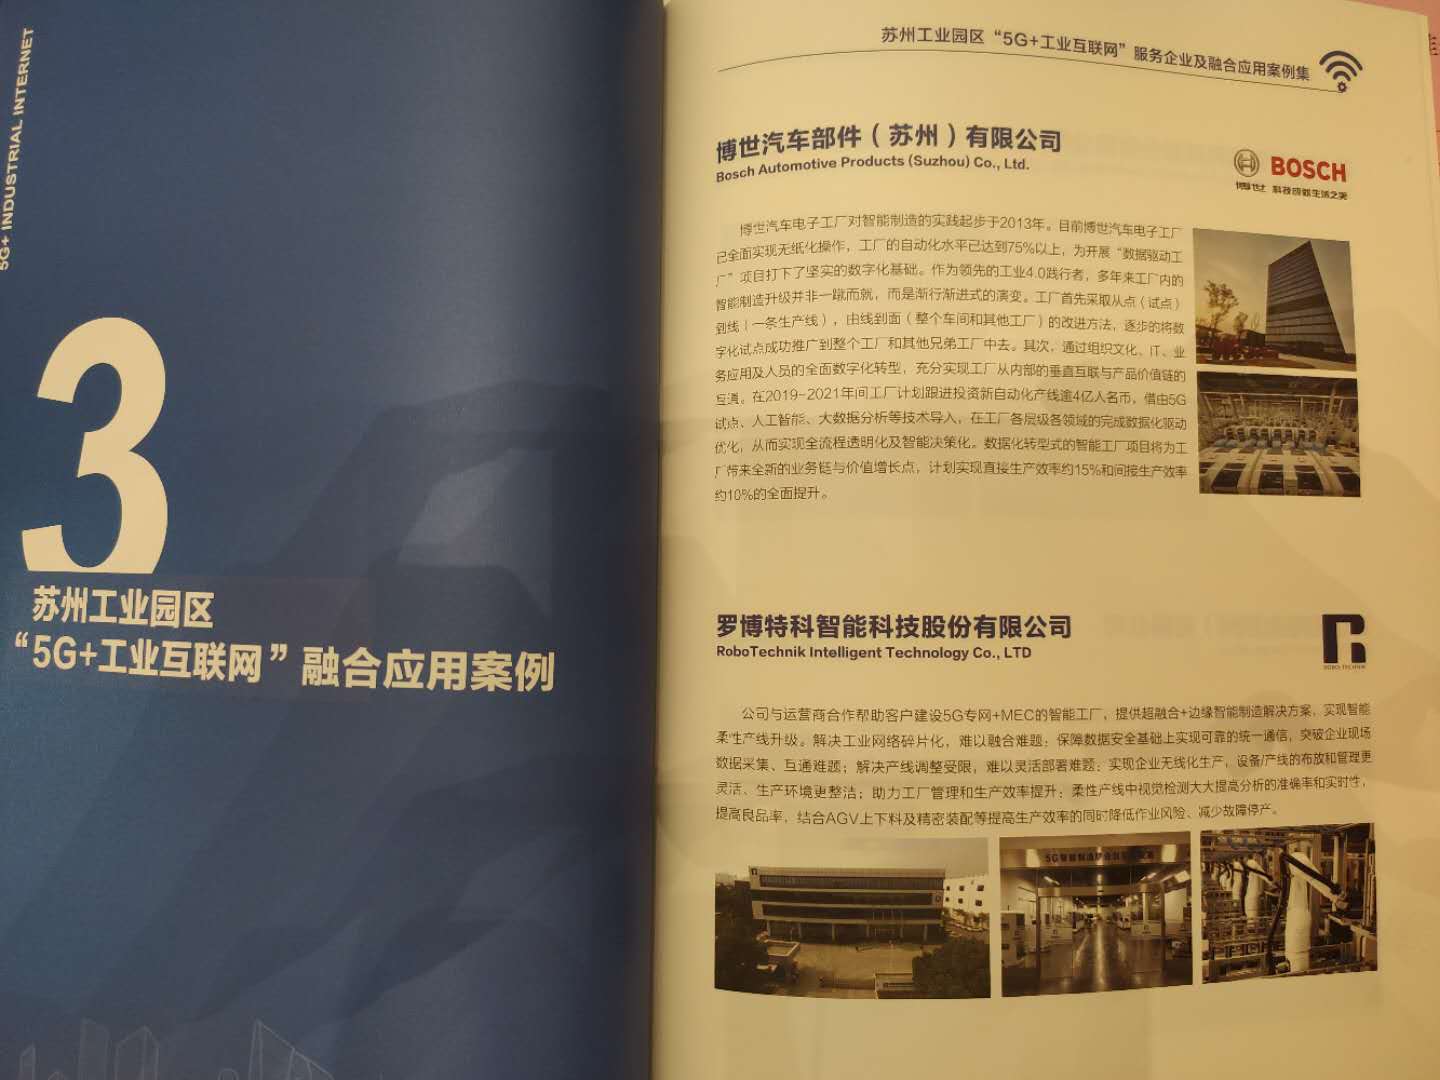 5G+ INDUSTRIAL INTERNET
3
苏州工业园区
“5G+工业互联网”融合应用案例
苏州工业园区“5G+工业互联网”服务企业及融合应用案例集
博世汽车部件（苏州）有限公司
Bosch Automotive Products (Suzhou) Co., Ltd.
BOSCH
博世 科技成就生活之美
博世汽车电子工厂对智能制造的实践起步于2013年。目前博世汽车电子工厂
已全面实现无纸化操作，工厂的自动化水平已达到75%以上，为开展“数据驱动工
厂”项目打下了坚实的数字化基础。作为领先的工业4.0践行者，多年来工厂内的
智能制造升级并非一蹴而就，而是渐行渐进式的演变。工厂首先采取从点（试点）
到线（一条生产线），由线到面（整个车间和其他工厂）的改进方法，逐步的将数
字化试点成功推广到整个工厂和其他兄弟工厂中去。其次，通过组织文化、IT、业
务应用及人员的全面数字化转型，充分实现工厂从内部的垂直互联与产品价值链的
互通。在2019-2021年间工厂计划跟进投资新自动化产线逾4亿人名币，借由5G
试点、人工智能、大数据分析等技术导入，在工厂各层级各领域的完成数据化驱动
优化，从而实现全流程透明化及智能决策化。数据化转型式的智能工厂项目将为工
厂带来全新的业务链与价值增长点，计划实现直接生产效率约15%和间接生产效率
约10%的全面提升。
罗博特科智能科技股份有限公司
RoboTechnik Intelligent Technology Co., LTD
ROBO TECHNIK
公司与运营商合作帮助客户建设5G专网+MEC的智能工厂，提供超融合+边缘智能制造解决方案，实现智能
柔性产线升级。解决工业网络碎片化，难以融合难题；保障数据安全基础上实现可靠的统一通信，突破企业现场
数据采集、互通难题；解决产线调整受限，难以灵活部署难题；实现企业无线化生产，设备/产线的布放和管理更
灵活、生产环境更整洁；助力工厂管理和生产效率提升；柔性产线中视觉检测大大提高分析的准确率和实时性，
提高良品率，结合AGV上下料及精密装配等提高生产效率的同时降低作业风险、减少故障停产。